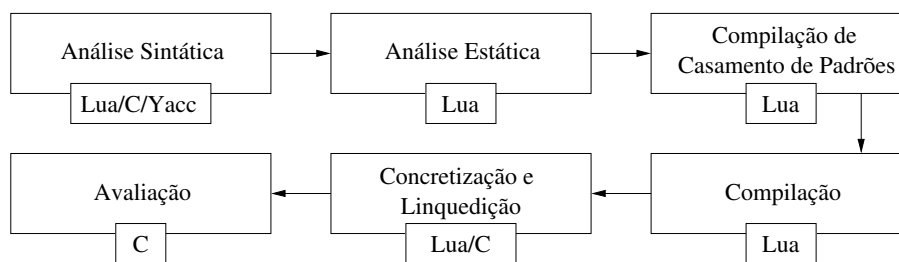 Análise Sintática
Lua/C/Yacc
Análise Estática
Lua
Compilação de
Casamento de Padrões
Lua
Compilação
Lua
Concretização e
Linquedição
Lua/C
Avaliação
C